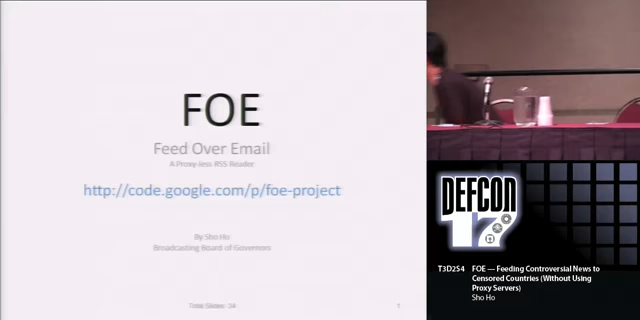 FOE
Feed Over Email
A Proxy-less RSS Reader
http://code.google.com/p/foe-project
By Sho Ho
Broadcasting Board of Governors
Total Slides: 34
1
DEFCON
17
T3D2S4
FOE — Feeding Controversial News to
Censored Countries (Without Using
Proxy Servers)
Sho Ho